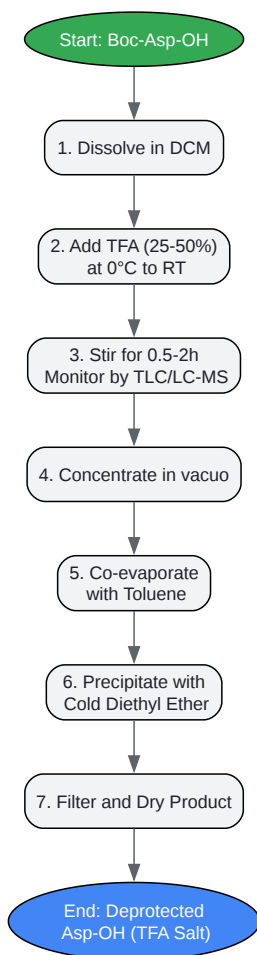 Start: Boc-Asp-OH
1. Dissolve in DCM
2. Add TFA (25-50%)
at 0°C to RT
3. Stir for 0.5-2h
Monitor by TLC/LC-MS
4. Concentrate in vacuo
5. Co-evaporate
with Toluene
6. Precipitate with
Cold Diethyl Ether
7. Filter and Dry Product
End: Deprotected
Asp-OH (TFA Salt)